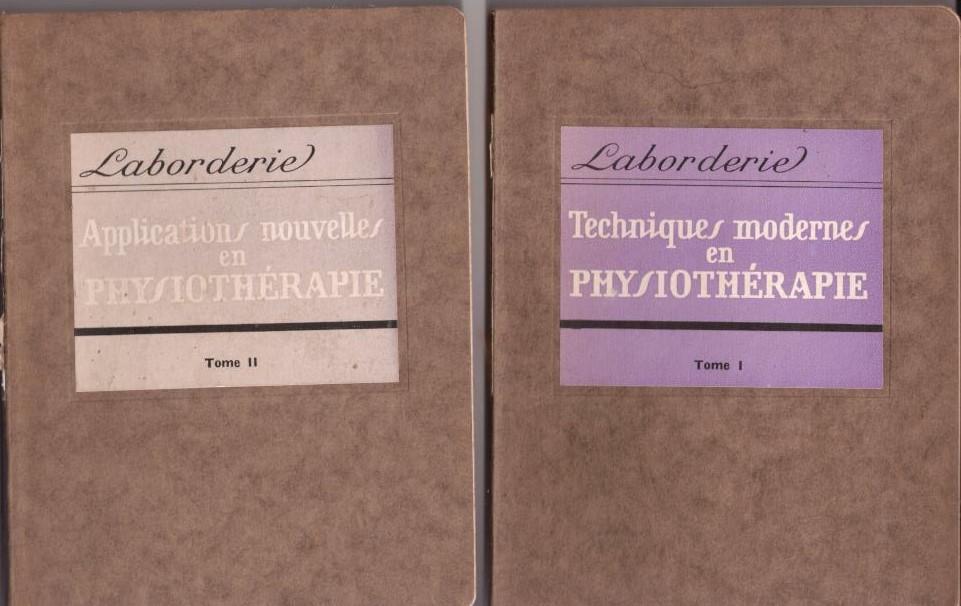 Laborderie
Applications nouvelles
en
PHYSIOTHÉRAPIE
Tome II
Laborderie
Techniques modernes
en
PHYSIOTHÉRAPIE
Tome I